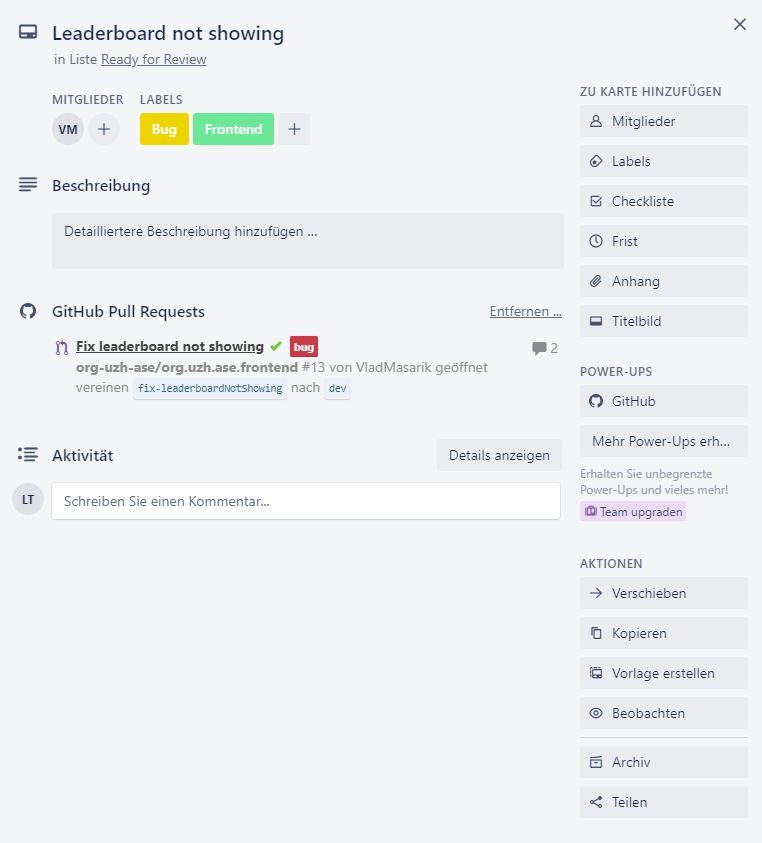 Leaderboard not showing
in Liste Ready for Review
MITGLIEDER
LABELS
VM
Bug
Frontend
Beschreibung
Detailliertere Beschreibung hinzufügen ...
GitHub Pull Requests
Entfernen ...
Fix leaderboard not showing bug
2
org-uzh-ase/org.uzh.ase.frontend #13 von VladMasarik geöffnet
vereinen fix-leaderboardNotShowing nach dev
Aktivität
Details anzeigen
LT
Schreiben Sie einen Kommentar...
ZU KARTE HINZUFÜGEN
Mitglieder
Labels
Checkliste
Frist
Anhang
Titelbild
POWER-UPS
GitHub
Mehr Power-Ups erh...
Erhalten Sie unbegrenzte
Power-Ups und vieles mehr!
Team upgraden
AKTIONEN
Verschieben
Kopieren
Vorlage erstellen
Beobachten
Archiv
Teilen